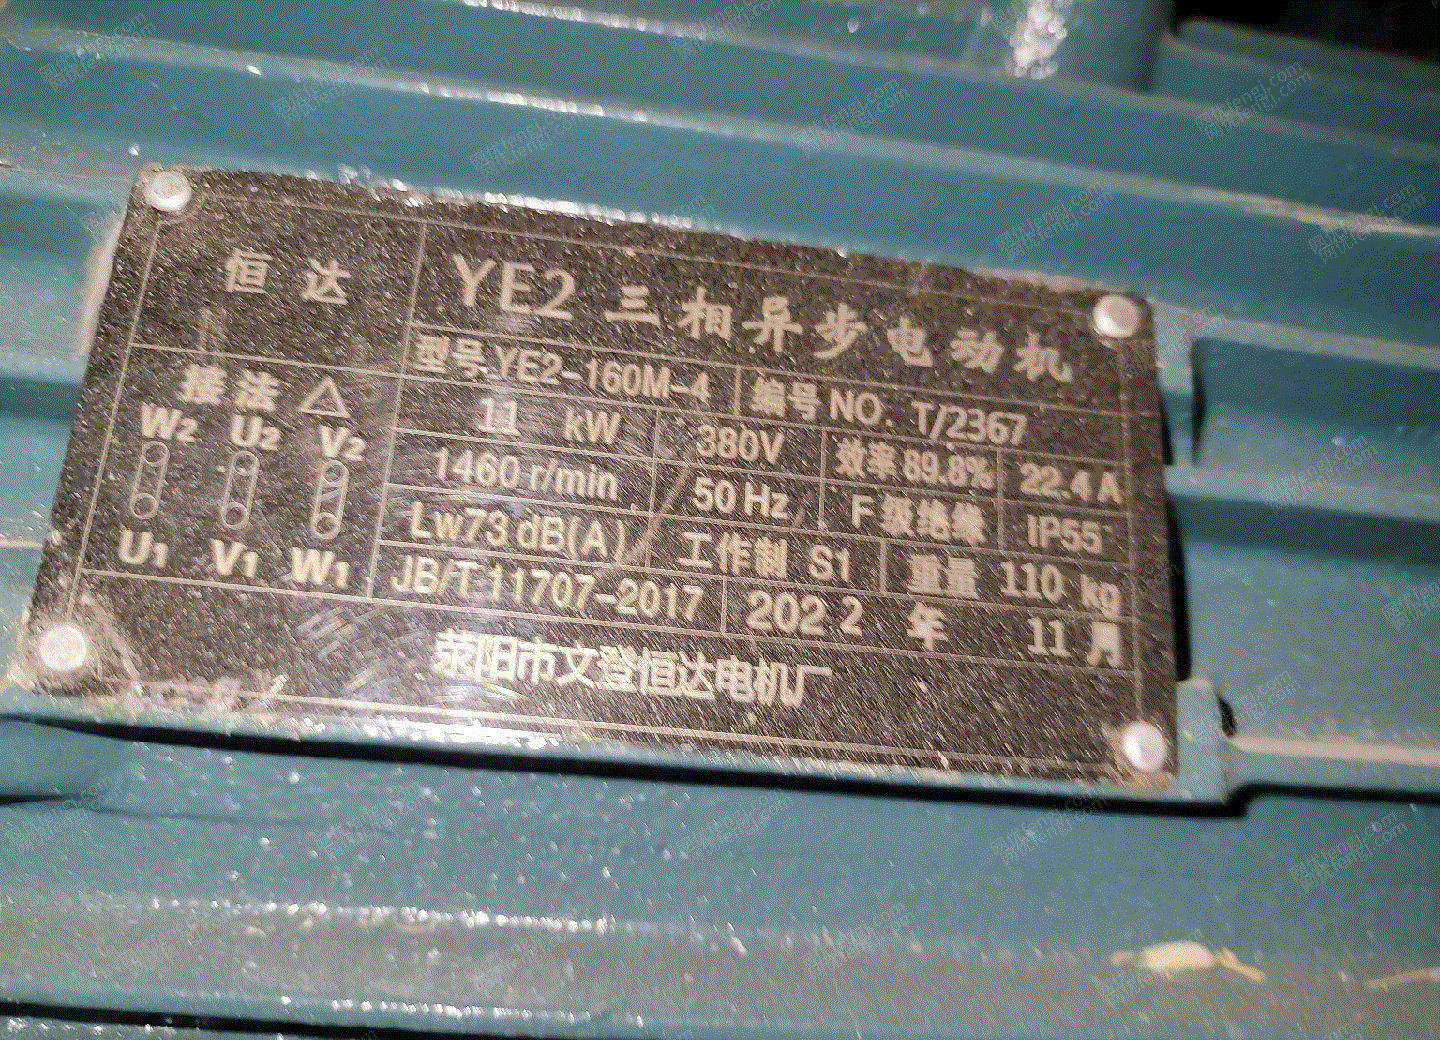 恒达
YE2 三相异步电动机
型号 YE2-160M-4 编号 NO. T/2367
11 kW 380V 效率 89.8% 22.4 A
1460 r/min 50 Hz F 级绝缘 IP55
Lw73 dB(A) 工作制 S1 重量 110 kg
JB/T 11707-2017 2022 年 11 月
接法 △
W2 U2 V2
U1 V1 W1
荥阳市文登恒达电机厂